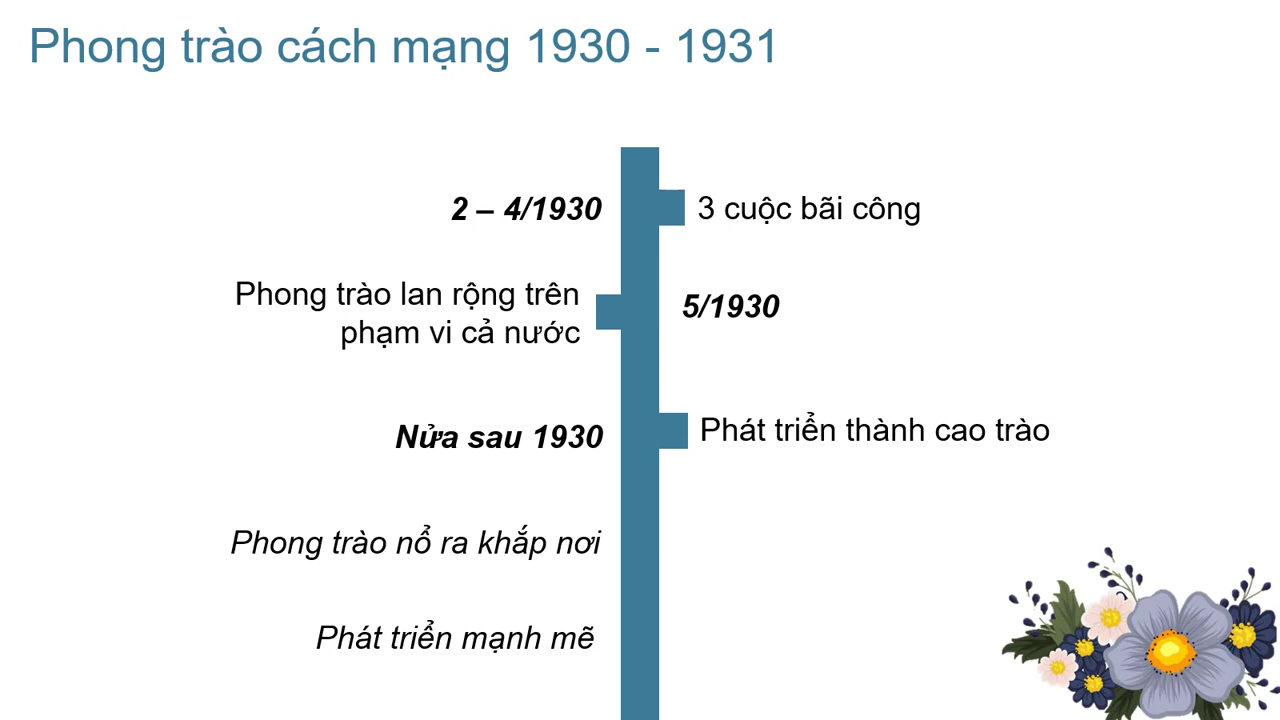 Phong trào cách mạng 1930 - 1931
2 – 4/1930
3 cuộc bãi công
Phong trào lan rộng trên
phạm vi cả nước
5/1930
Nửa sau 1930
Phát triển thành cao trào
Phong trào nổ ra khắp nơi
Phát triển mạnh mẽ